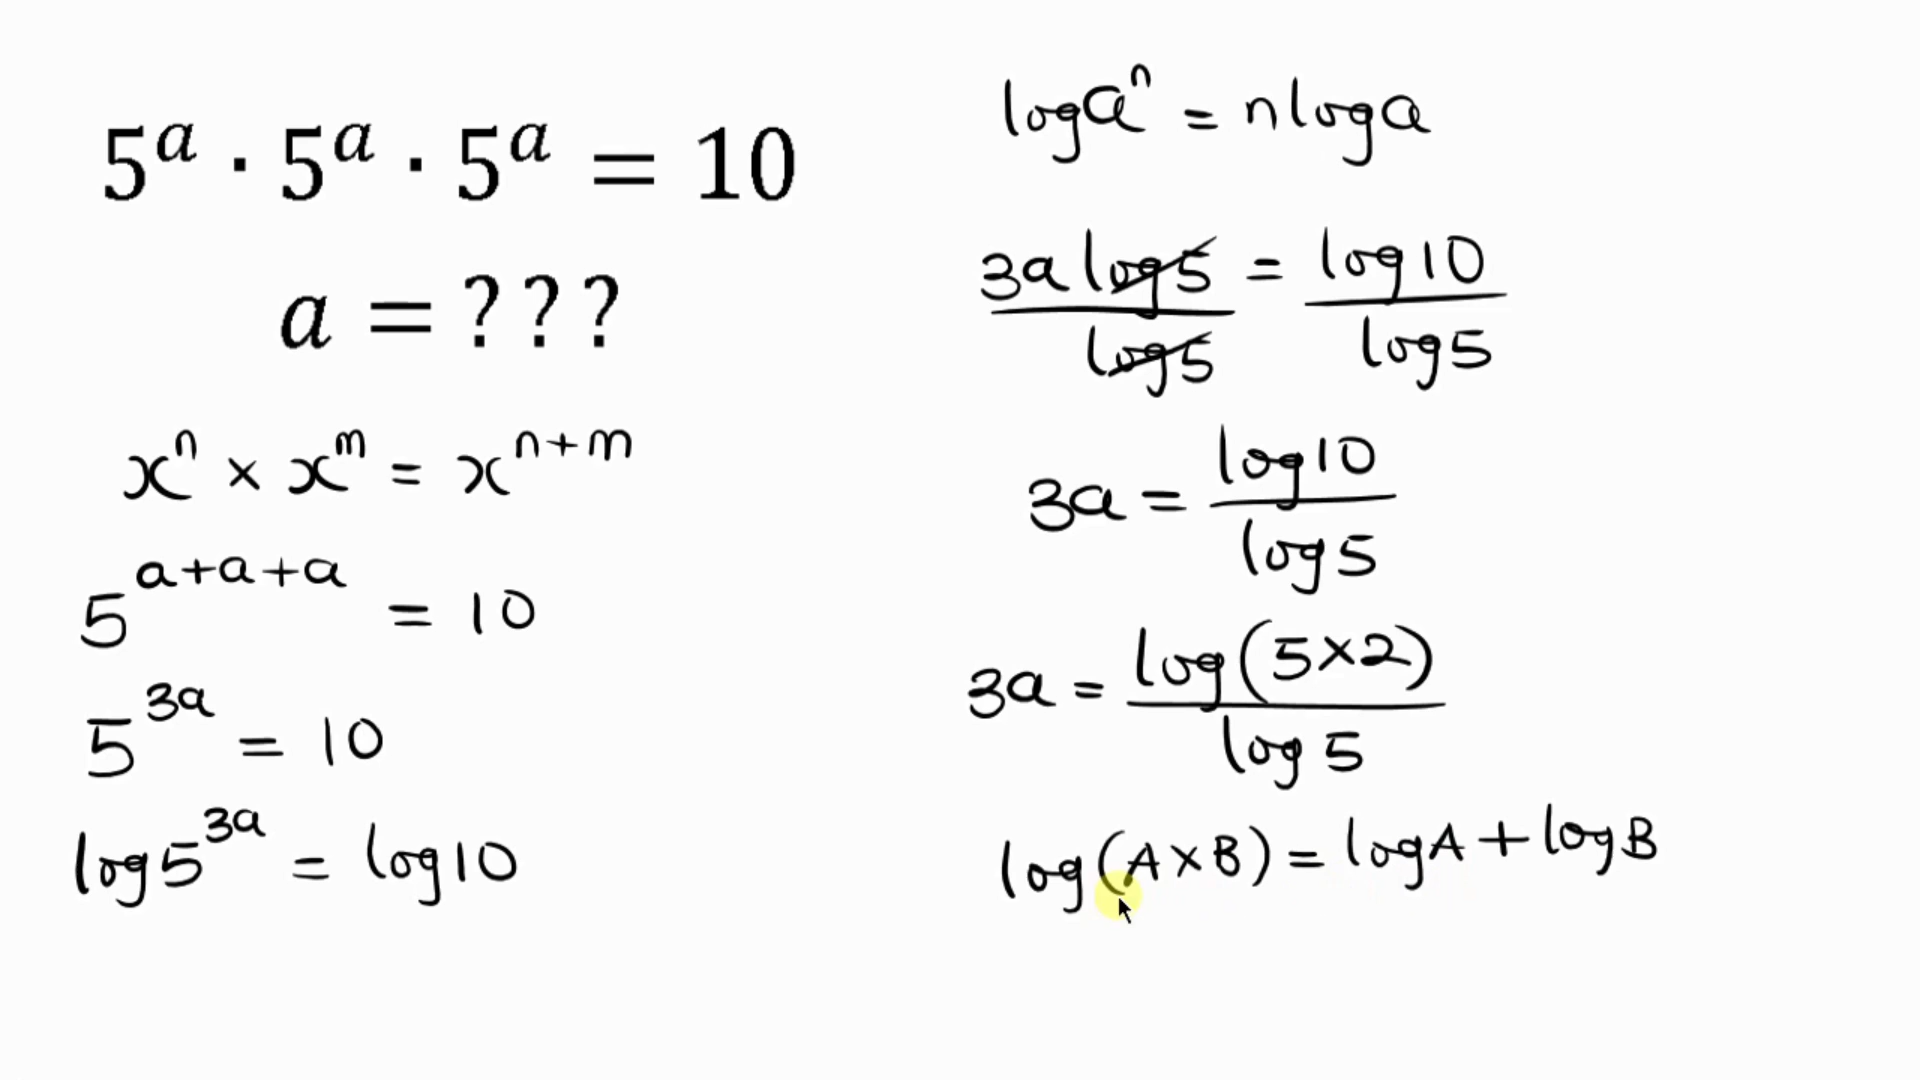 5^a · 5^a · 5^a = 10
a = ???
x^n × x^m = x^{n+m}
5^{a+a+a} = 10
5^{3a} = 10
log5^{3a} = log10
loga^n = nloga
3a log5 / log5 = log10 / log5
3a = log10 / log5
3a = log(5×2) / log5
log(A×B) = logA + logB